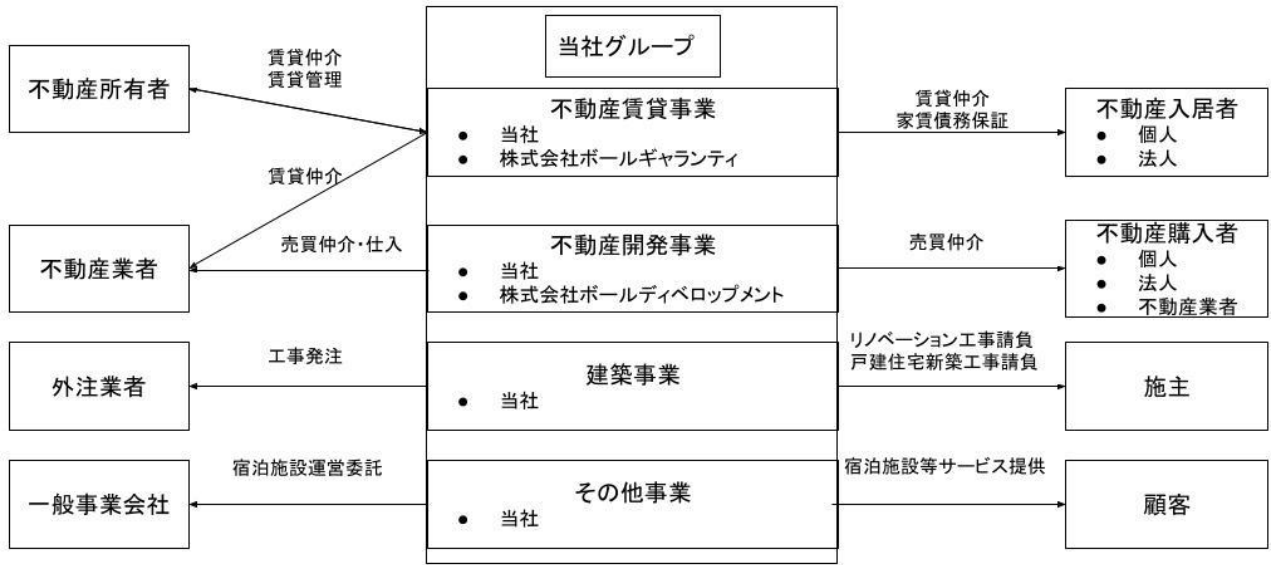 当社グループ
不動産所有者
賃貸仲介
賃貸管理
不動産賃貸事業
● 当社
● 株式会社ボールギャランティ
賃貸仲介
家賃債務保証
不動産入居者
● 個人
● 法人
賃貸仲介
不動産業者
売買仲介・仕入
不動産開発事業
● 当社
● 株式会社ボールディベロップメント
売買仲介
不動産購入者
● 個人
● 法人
● 不動産業者
外注業者
工事発注
建築事業
● 当社
リノベーション工事請負
戸建住宅新築工事請負
施主
一般事業会社
宿泊施設運営委託
その他事業
● 当社
宿泊施設等サービス提供
顧客